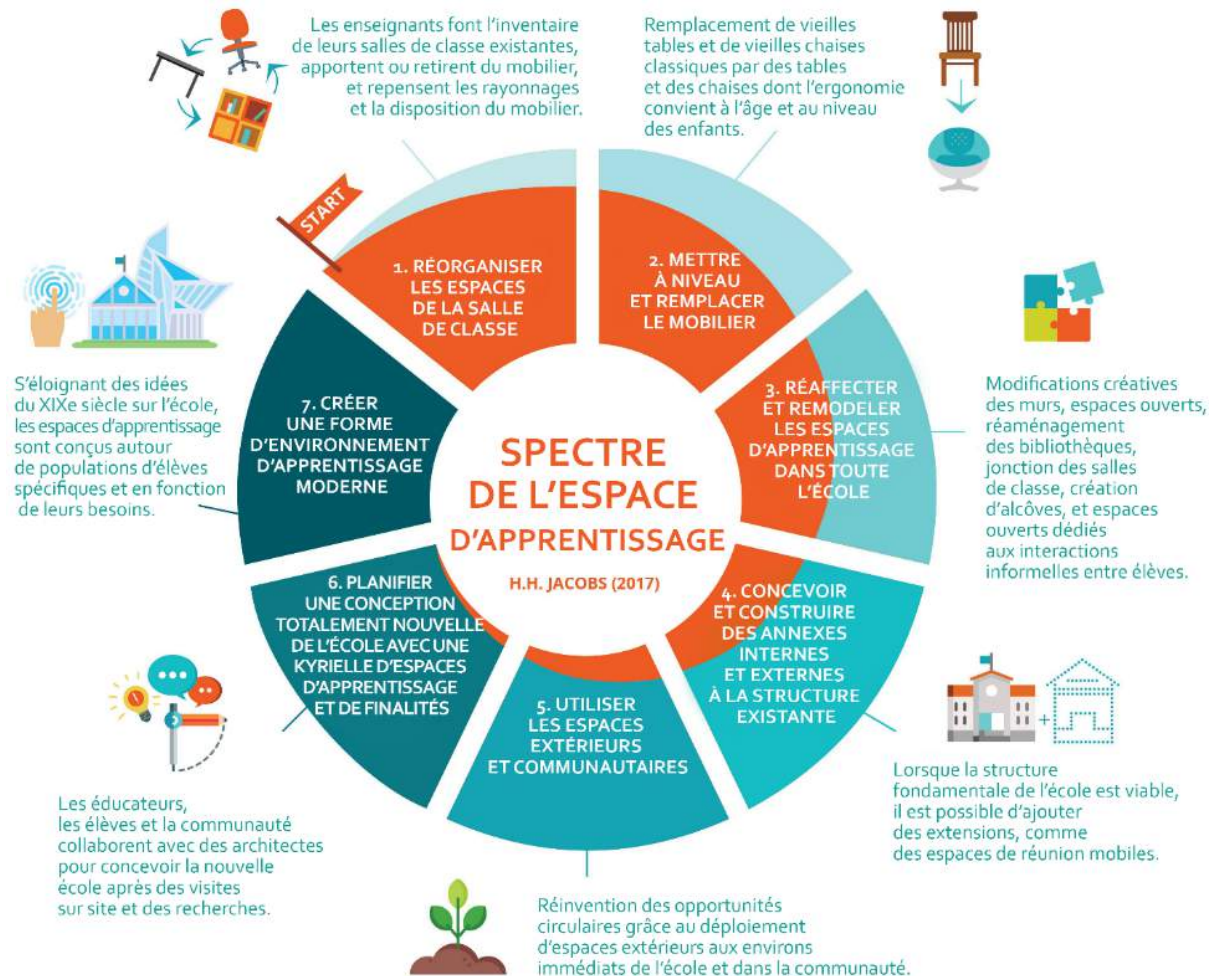 Les enseignants font l'inventaire
de leurs salles de classe existantes,
apportent ou retirent du mobilier,
et repensent les rayonnages
et la disposition du mobilier.
Remplacement de vieilles
tables et de vieilles chaises
classiques par des tables
et des chaises dont l'ergonomie
convient à l'âge et au niveau
des enfants.
START
1. RÉORGANISER
LES ESPACES
DE LA SALLE
DE CLASSE
2. METTRE
À NIVEAU
ET REMPLACER
LE MOBILIER
3. RÉAFFECTER
ET REMODELER
LES ESPACES
D'APPRENTISSAGE
DANS TOUTE
L'ÉCOLE
Modifications créatives
des murs, espaces ouverts,
réaménagement
des bibliothèques,
jonction des salles
de classe, création
d'alcôves, et espaces
ouverts dédiés
aux interactions
informelles entre élèves.
S'éloignant des idées
du XIXe siècle sur l'école,
les espaces d'apprentissage
sont conçus autour
de populations d'élèves
spécifiques et en fonction
de leurs besoins.
7. CRÉER
UNE FORME
D'ENVIRONNEMENT
D'APPRENTISSAGE
MODERNE
SPECTRE
DE L'ESPACE
D'APPRENTISSAGE
H.H. JACOBS (2017)
4. CONCEVOIR
ET CONSTRUIRE
DES ANNEXES
INTERNES
ET EXTERNES
À LA STRUCTURE
EXISTANTE
6. PLANIFIER
UNE CONCEPTION
TOTALEMENT NOUVELLE
DE L'ÉCOLE AVEC UNE
KYRIELLE D'ESPACES
D'APPRENTISSAGE
ET DE FINALITÉS
5. UTILISER
LES ESPACES
EXTÉRIEURS
ET COMMUNAUTAIRES
Lorsque la structure
fondamentale de l'école est viable,
il est possible d'ajouter
des extensions, comme
des espaces de réunion mobiles.
Les éducateurs,
les élèves et la communauté
collaborent avec des architectes
pour concevoir la nouvelle
école après des visites
sur site et des recherches.
Réinvention des opportunités
circulaires grâce au déploiement
d'espaces extérieurs aux environs
immédiats de l'école et dans la communauté.